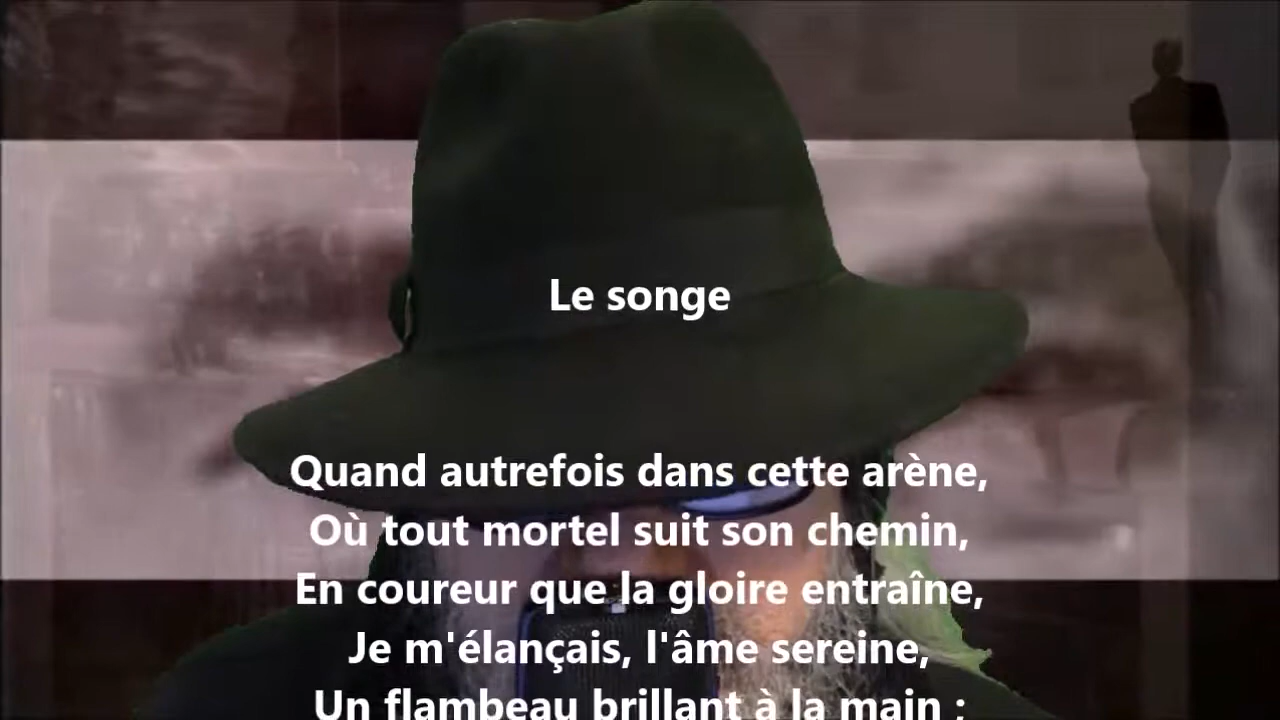 Le songe
Quand autrefois dans cette arène,
Où tout mortel suit son chemin,
En coureur que la gloire entraîne,
Je m'élançais, l'âme sereine,
Un flambeau brillant à la main ;